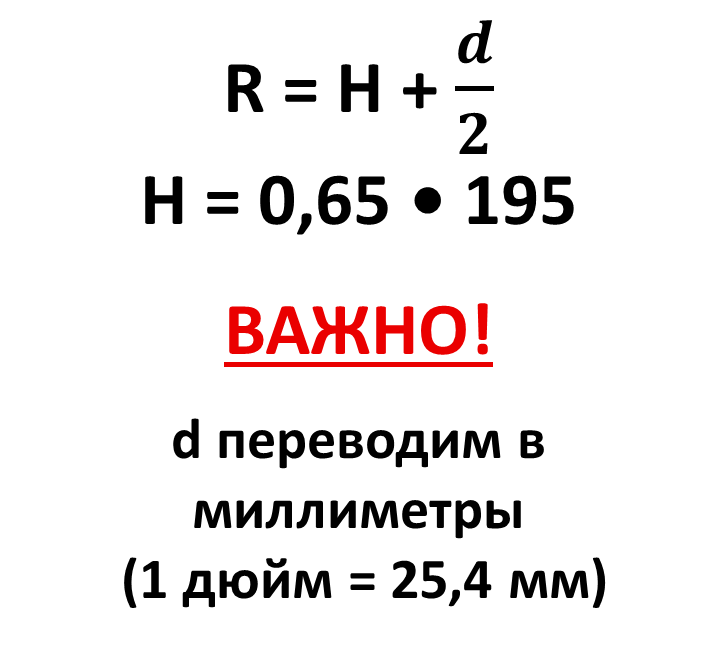 R = H + d/2
H = 0,65 • 195
ВАЖНО!
d переводим в
миллиметры
(1 дюйм = 25,4 мм)